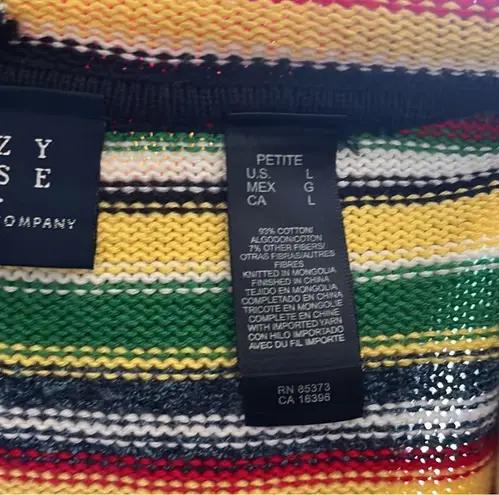 Z Y
S E
COMPANY
PETITE
U.S. L
MEX G
CA L
93% COTTON/
ALGODON/COTON
7% OTHER FIBERS/
OTRAS FIBRAS/AUTRES
FIBRES
KNITTED IN MONGOLIA
FINISHED IN CHINA
TEJIDO EN MONGOLIA
COMPLETADO EN CHINA
TRICOTE EN MONGOLIE
COMPLETE EN CHINE
WITH IMPORTED YARN
CON HILO IMPORTADO
AVEC DU FIL IMPORTE
RN 85373
CA 16396